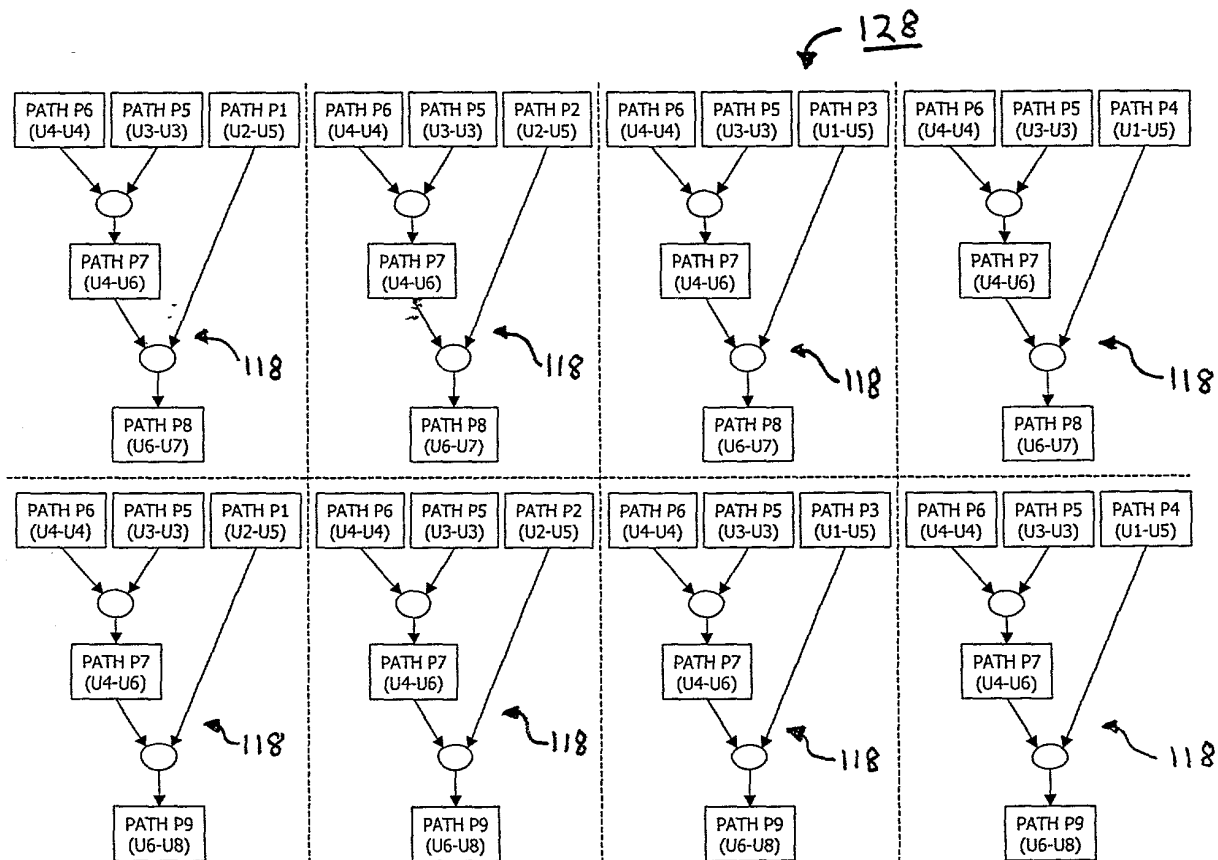 128
PATH P6 PATH P5 PATH P1 PATH P6 PATH P5 PATH P2 PATH P6 PATH P5 PATH P3 PATH P6 PATH P5 PATH P4
(U4-U4) (U3-U3) (U2-U5) (U4-U4) (U3-U3) (U2-U5) (U4-U4) (U3-U3) (U1-U5) (U4-U4) (U3-U3) (U1-U5)
PATH P7 PATH P7 PATH P7 PATH P7
(U4-U6) (U4-U6) (U4-U6) (U4-U6)
118 118 118 118
PATH P8 PATH P8 PATH P8 PATH P8
(U6-U7) (U6-U7) (U6-U7) (U6-U7)
PATH P6 PATH P5 PATH P1 PATH P6 PATH P5 PATH P2 PATH P6 PATH P5 PATH P3 PATH P6 PATH P5 PATH P4
(U4-U4) (U3-U3) (U2-U5) (U4-U4) (U3-U3) (U2-U5) (U4-U4) (U3-U3) (U1-U5) (U4-U4) (U3-U3) (U1-U5)
PATH P7 PATH P7 PATH P7 PATH P7
(U4-U6) (U4-U6) (U4-U6) (U4-U6)
118 118 118 118
PATH P9 PATH P9 PATH P9 PATH P9
(U6-U8) (U6-U8) (U6-U8) (U6-U8)